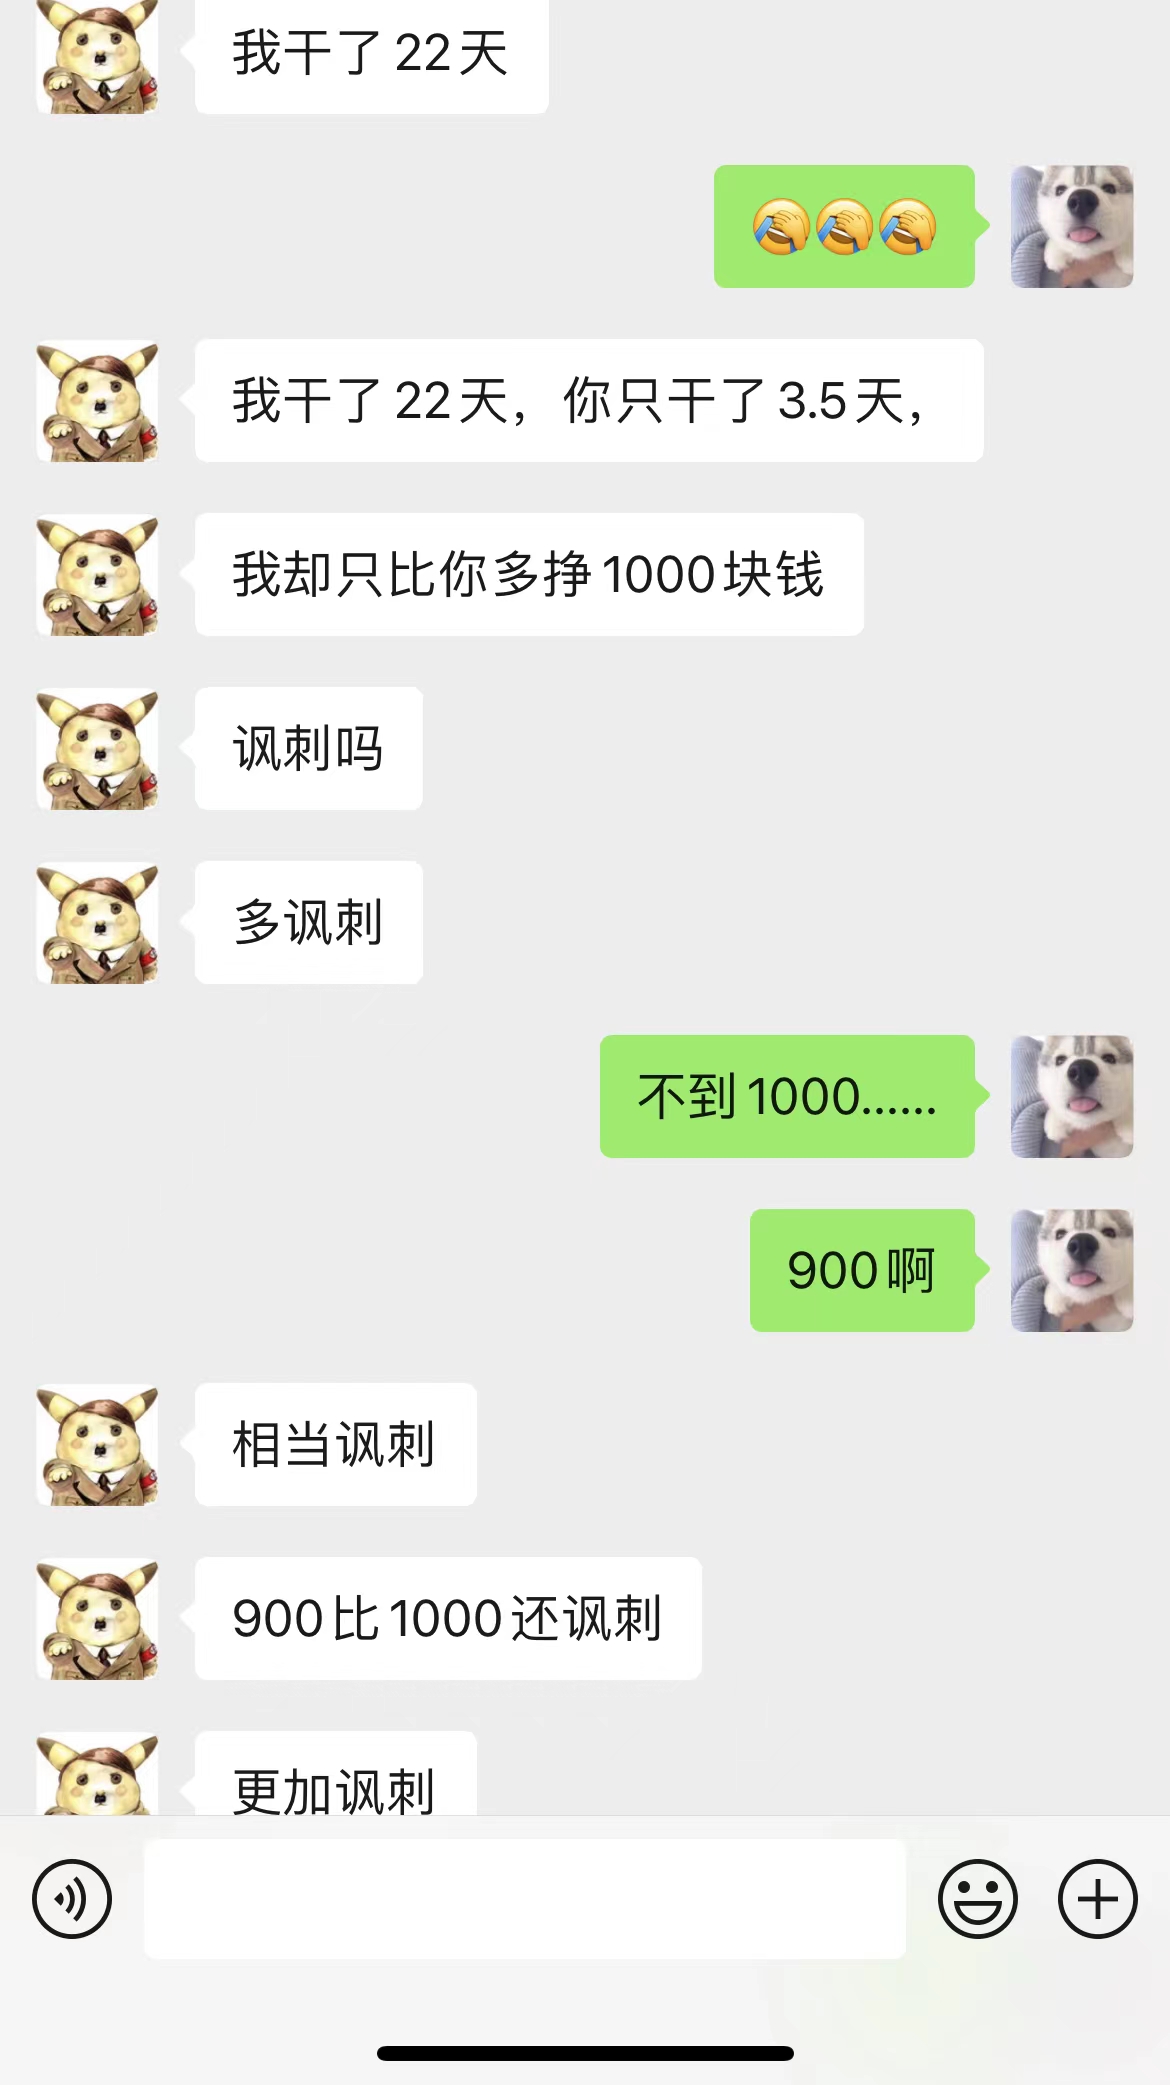 我干了22天
🤦🤦🤦
我干了22天，你只干了3.5天，
我却只比你多挣1000块钱
讽刺吗
多讽刺
不到1000......
900啊
相当讽刺
900比1000还讽刺
更加讽刺